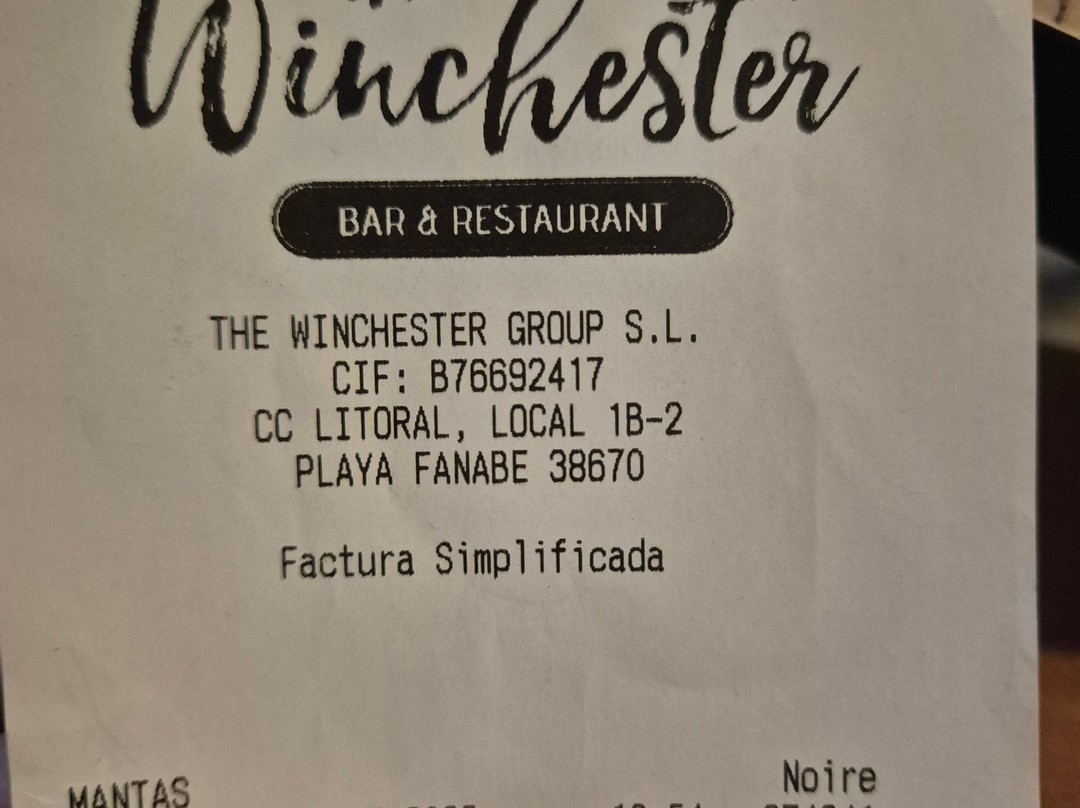 Winchester
BAR & RESTAURANT
THE WINCHESTER GROUP S.L.
CIF: B76692417
CC LITORAL, LOCAL 1B-2
PLAYA FANABE 38670
Factura Simplificada
Noire
MANTAS